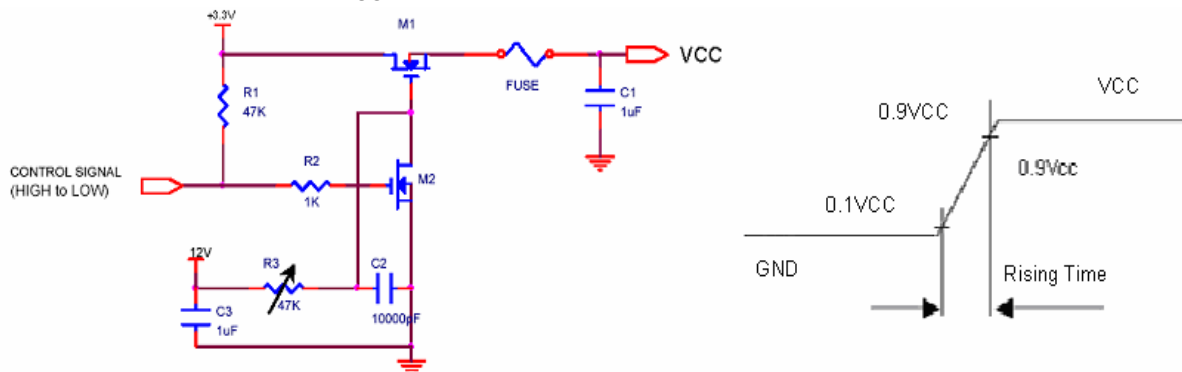 +3.3V
M1
VCC
FUSE
R1
47K
C1
1uF
CONTROL SIGNAL
(HIGH to LOW)
R2
1K
M2
12V
R3
47K
C2
10000pF
C3
1uF
VCC
0.9VCC
0.9Vcc
0.1VCC
GND
Rising Time